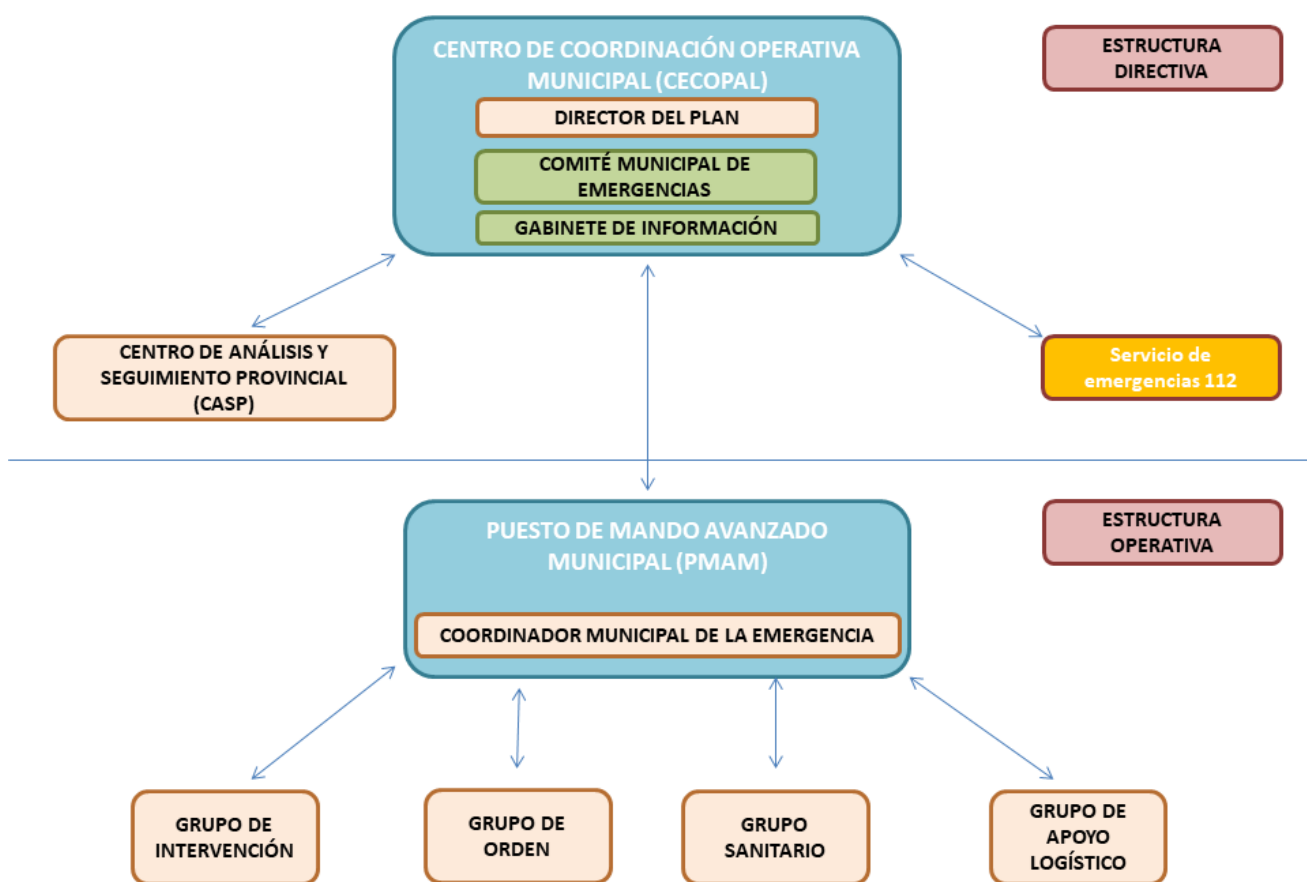 CENTRO DE COORDINACIÓN OPERATIVA
MUNICIPAL (CECOPAL)
DIRECTOR DEL PLAN
COMITÉ MUNICIPAL DE
EMERGENCIAS
GABINETE DE INFORMACIÓN
ESTRUCTURA
DIRECTIVA
CENTRO DE ANÁLISIS Y
SEGUIMIENTO PROVINCIAL
(CASP)
Servicio de
emergencias 112
PUESTO DE MANDO AVANZADO
MUNICIPAL (PMAM)
COORDINADOR MUNICIPAL DE LA EMERGENCIA
ESTRUCTURA
OPERATIVA
GRUPO DE
INTERVENCIÓN
GRUPO DE
ORDEN
GRUPO
SANITARIO
GRUPO DE
APOYO
LOGÍSTICO